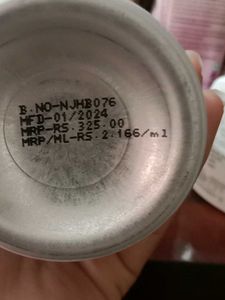 B.NO-NJHB076
MFD-01/2024
MRP-RS.325.00
MRP/ML-RS.2.166/ml